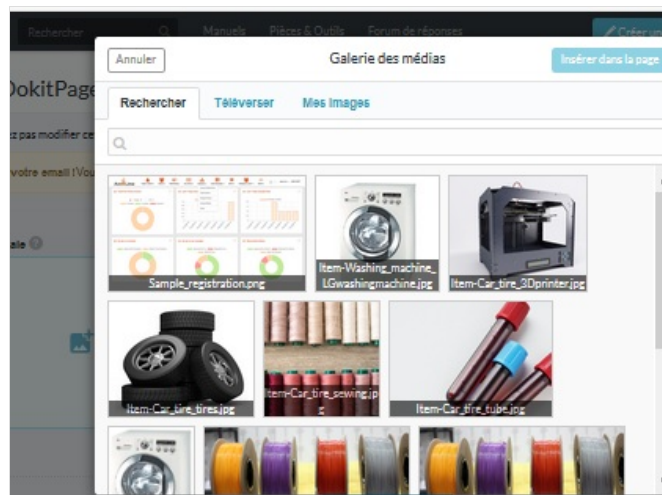 Rechercher
Manuels Pièces & Outils Forum de réponses
Créer un
Annuler
Galerie des médias
Insérer dans la page
DokitPage
Rechercher
Téléverser
Mes images
ez pas modifier ce
votre email ! Vou
ale
Sample_registration.png
Item-Washing_machine_
LGwashingmachine.jpg
Item-Car_tire_3Dprinter.jpg
Item-Car_tire_tires.jpg
Item-Car_tire_sewing.jp
g
Item-Car_tire_tube.jpg